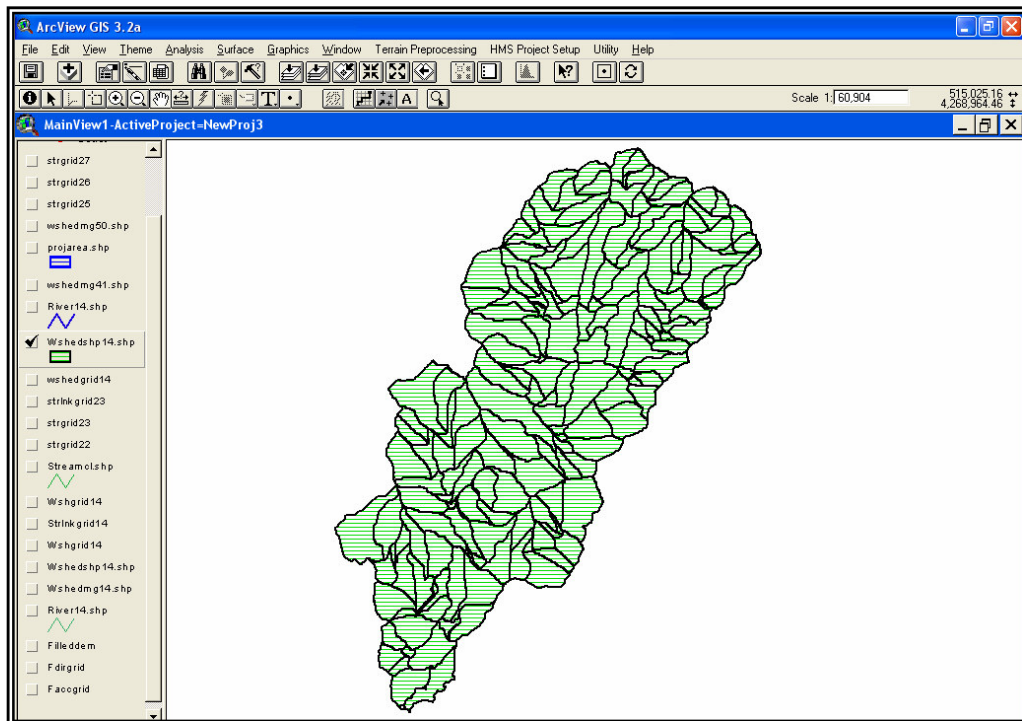 ArcView GIS 3.2a
File Edit View Theme Analysis Surface Graphics Window Terrain Preprocessing HMS Project Setup Utility Help
T A
Scale 1: 60,904 515,025.16
4,268,964.46
MainView1-ActiveProject=NewProj3
strgrid27
strgrid26
strgrid25
wshedmg50.shp
projarea.shp
wshedmg41.shp
River14.shp
Wshedshp14.shp
wshedgrid14
strlnkgrid23
strgrid23
strgrid22
Streamcl.shp
Wshgrid14
Strlnkgrid14
Wshgrid14
Wshedshp14.shp
Wshedmg14.shp
River14.shp
Filleddem
Fdirgrid
Faccgrid